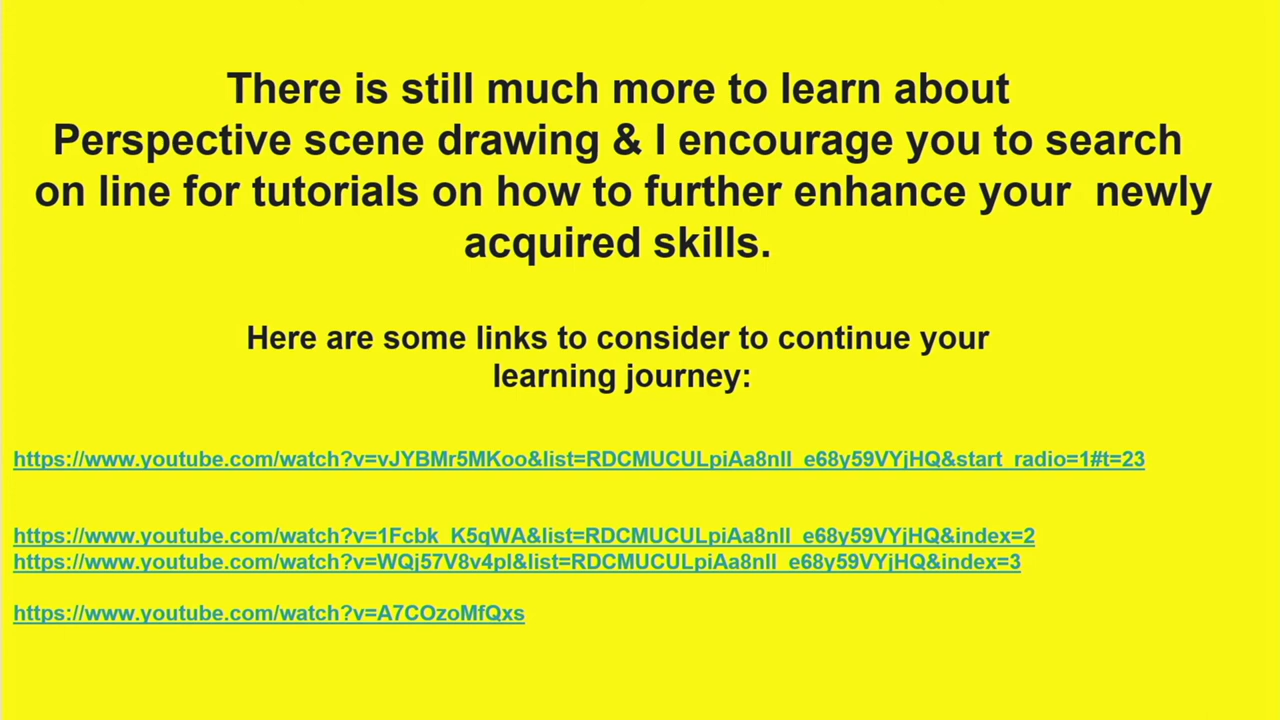 There is still much more to learn about
Perspective scene drawing & I encourage you to search
on line for tutorials on how to further enhance your newly
acquired skills.
Here are some links to consider to continue your
learning journey:
https://www.youtube.com/watch?v=vJYBMr5MKoo&list=RDCMUCULpiAa8nlI_e68y59VYjHQ&start_radio=1#t=23
https://www.youtube.com/watch?v=1Fcbk_K5qWA&list=RDCMUCULpiAa8nlI_e68y59VYjHQ&index=2
https://www.youtube.com/watch?v=WQj57V8v4pI&list=RDCMUCULpiAa8nlI_e68y59VYjHQ&index=3
https://www.youtube.com/watch?v=A7COzoMfQxs